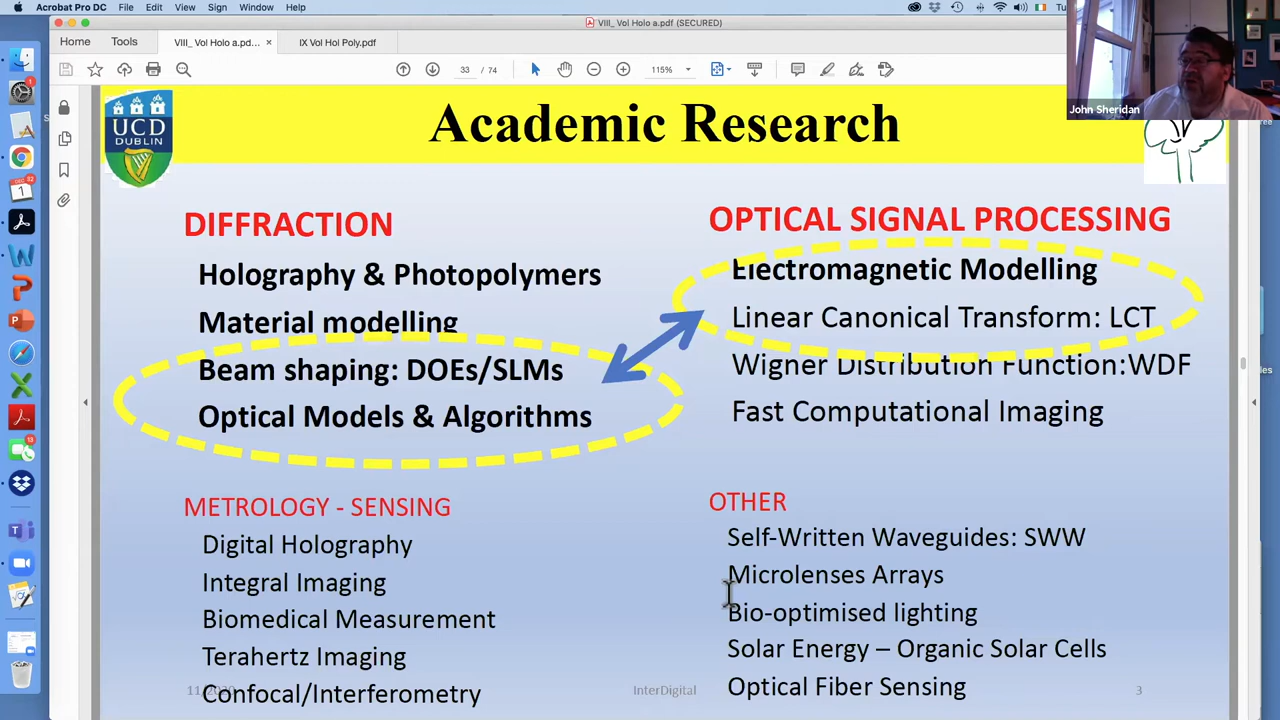 Acrobat Pro DC File Edit View Sign Window Help
VIII_ Vol Holo a.pdf (SECURED)
Home Tools VIII_ Vol Holo a.pd... × IX Vol Hol Poly.pdf
33 / 74 115%
John Sheridan
UCD
DUBLIN
Academic Research
DIFFRACTION
Holography & Photopolymers
Material modelling
Beam shaping: DOEs/SLMs
Optical Models & Algorithms
OPTICAL SIGNAL PROCESSING
Electromagnetic Modelling
Linear Canonical Transform: LCT
Wigner Distribution Function:WDF
Fast Computational Imaging
METROLOGY - SENSING
Digital Holography
Integral Imaging
Biomedical Measurement
Terahertz Imaging
Confocal/Interferometry
OTHER
Self-Written Waveguides: SWW
Microlenses Arrays
Bio-optimised lighting
Solar Energy – Organic Solar Cells
Optical Fiber Sensing
InterDigital
3